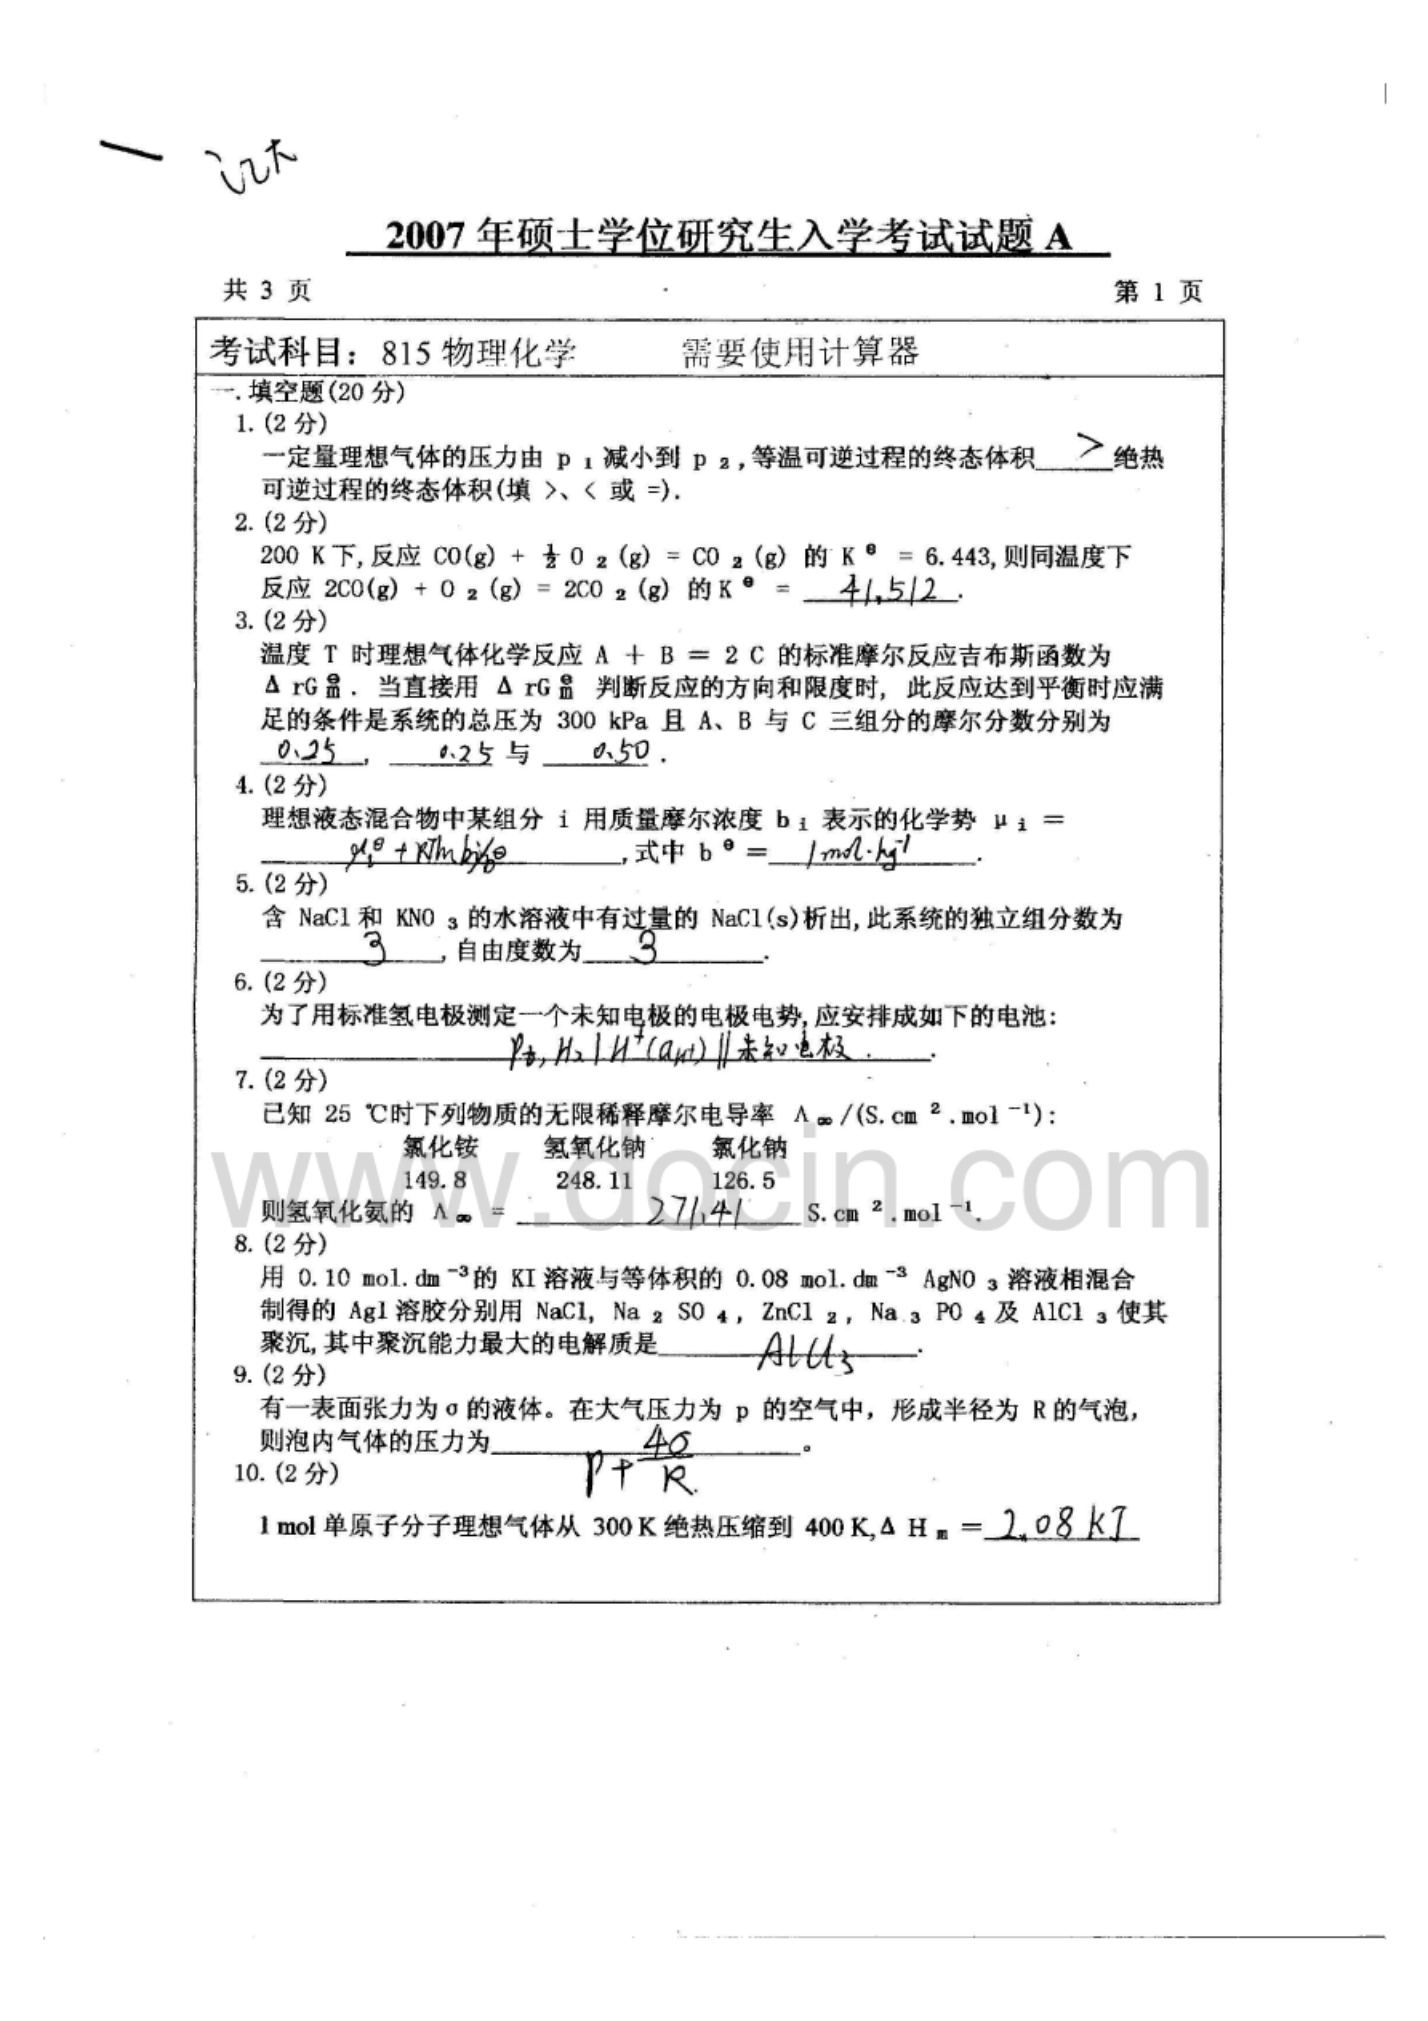 江大
2007 年硕士学位研究生入学考试试题 A
共 3 页 第 1 页
考试科目：815 物理化学 需要使用计算器
一.填空题(20 分)
1. (2 分)
一定量理想气体的压力由 p ₁ 减小到 p ₂,等温可逆过程的终态体积 > 绝热
可逆过程的终态体积(填 >、< 或 =).
2. (2 分)
200 K下,反应 CO(g) + ½ O ₂ (g) = CO ₂ (g) 的 K ᶱ = 6.443,则同温度下
反应 2CO(g) + O ₂ (g) = 2CO ₂ (g) 的 K ᶱ = 41.512 .
3. (2 分)
温度 T 时理想气体化学反应 A + B = 2 C 的标准摩尔反应吉布斯函数为
Δ rG ᶱm . 当直接用 Δ rG ᶱm 判断反应的方向和限度时, 此反应达到平衡时应满
足的条件是系统的总压为 300 kPa 且 A、B 与 C 三组分的摩尔分数分别为
0.25 , 0.25 与 0.50 .
4. (2 分)
理想液态混合物中某组分 i 用质量摩尔浓度 b ᵢ 表示的化学势 μ ᵢ =
μᵢᶱ + RTln bᵢ/bᶱ ,式中 b ᶱ = 1 mol·kg⁻¹ .
5. (2 分)
含 NaCl 和 KNO ₃ 的水溶液中有过量的 NaCl(s)析出,此系统的独立组分数为
3 ,自由度数为 3 .
6. (2 分)
为了用标准氢电极测定一个未知电极的电极电势,应安排成如下的电池:
Pt, H₂ | H⁺(a_H+) || 未知电极 .
7. (2 分)
已知 25 ℃时下列物质的无限稀释摩尔电导率 Λ ∞ /(S. cm ² . mol ⁻¹):
氯化铵 氢氧化钠 氯化钠
149.8 248.11 126.5
则氢氧化氨的 Λ ∞ = 271.41 S. cm ² . mol ⁻¹.
8. (2 分)
用 0.10 mol. dm ⁻³的 KI 溶液与等体积的 0.08 mol. dm ⁻³ AgNO ₃ 溶液相混合
制得的 AgI 溶胶分别用 NaCl, Na ₂ SO ₄ , ZnCl ₂ , Na ₃ PO ₄ 及 AlCl ₃ 使其
聚沉,其中聚沉能力最大的电解质是 AlCl₃ .
9. (2 分)
有一表面张力为 σ 的液体。在大气压力为 p 的空气中，形成半径为 R 的气泡，
则泡内气体的压力为 p + 4σ/R 。
10. (2 分)
1 mol 单原子分子理想气体从 300 K 绝热压缩到 400 K,Δ H m = 2.08 kJ
www.docin.com